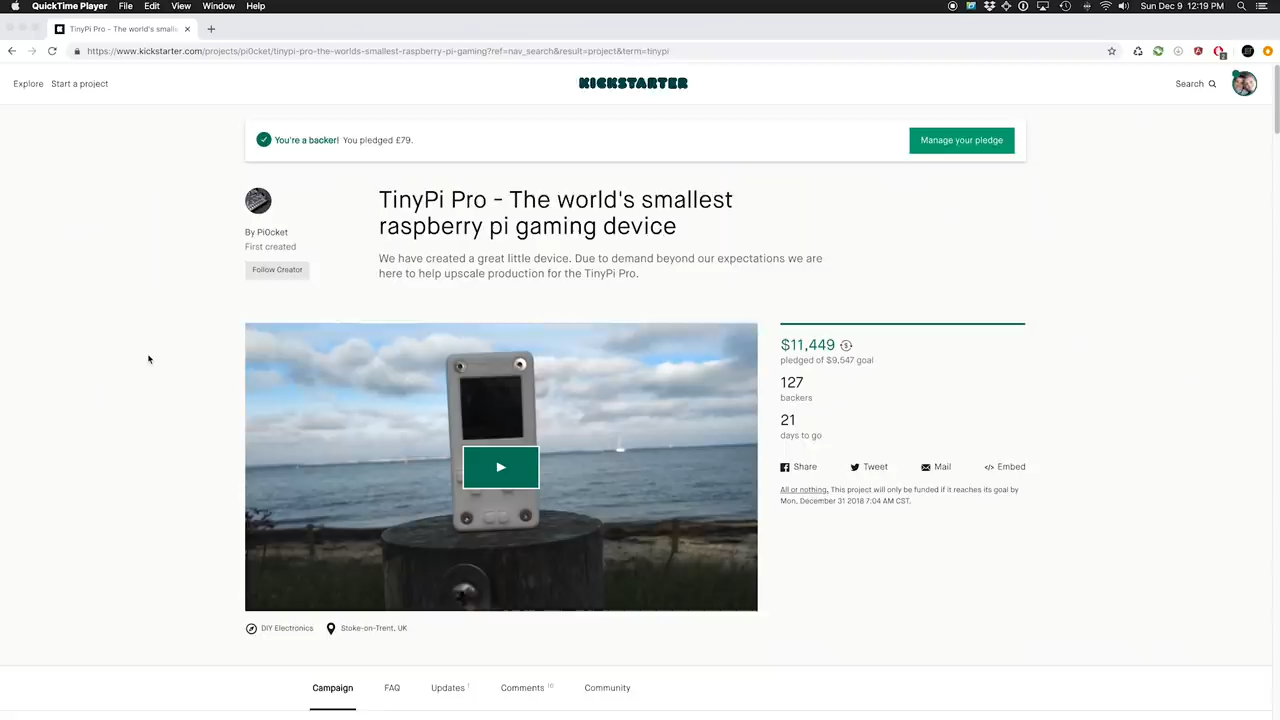 QuickTime Player File Edit View Window Help
Sun Dec 9 12:19 PM
TinyPi Pro - The world's smalle
https://www.kickstarter.com/projects/pi0cket/tinypi-pro-the-worlds-smallest-raspberry-pi-gaming?ref=nav_search&result=project&term=tinypi
Explore Start a project
KICKSTARTER
Search
You're a backer! You pledged £79.
Manage your pledge
By Pi0cket
First created
Follow Creator
TinyPi Pro - The world's smallest
raspberry pi gaming device
We have created a great little device. Due to demand beyond our expectations we are
here to help upscale production for the TinyPi Pro.
$11,449
pledged of $9,547 goal
127
backers
21
days to go
Share Tweet Mail Embed
All or nothing. This project will only be funded if it reaches its goal by
Mon, December 31 2018 7:04 AM CST.
DIY Electronics Stoke-on-Trent, UK
Campaign FAQ Updates 1 Comments 16 Community